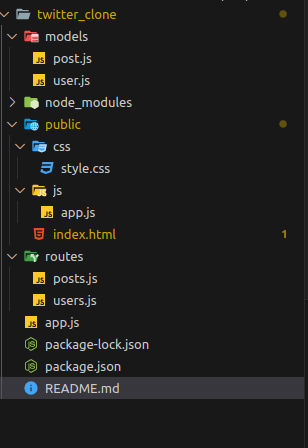 twitter_clone
models
JS post.js
JS user.js
node_modules
public
css
style.css
js
JS app.js
index.html 1
routes
JS posts.js
JS users.js
JS app.js
package-lock.json
package.json
README.md